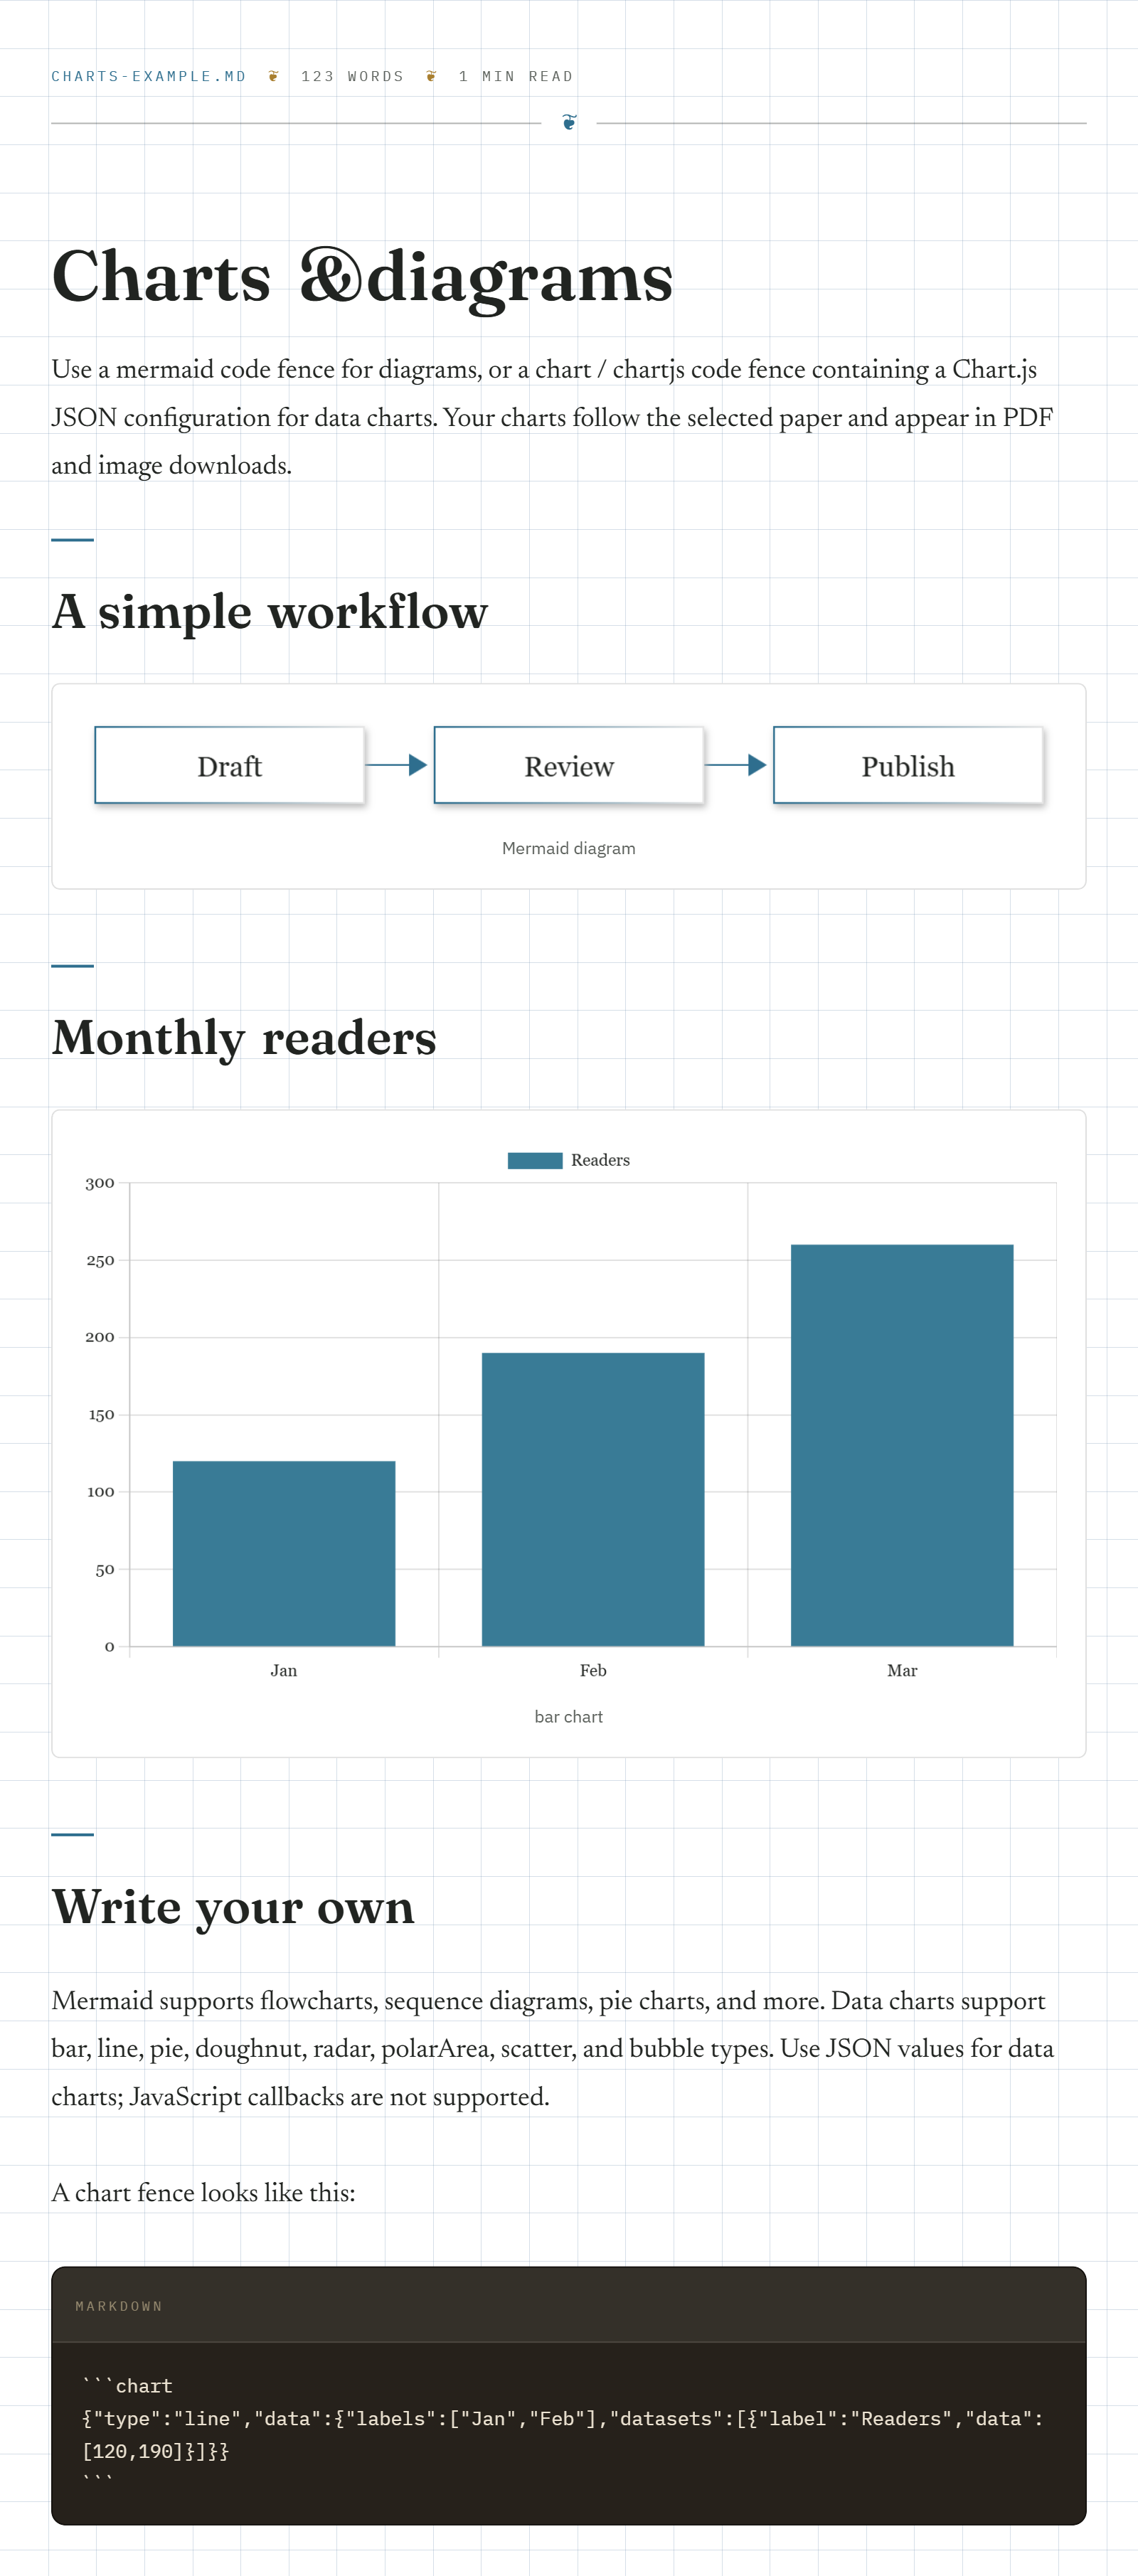 CHARTS-EXAMPLE.MD ❦ 123 WORDS ❦ 1 MIN READ
❦
Charts & diagrams
Use a mermaid code fence for diagrams, or a chart / chartjs code fence containing a Chart.js
JSON configuration for data charts. Your charts follow the selected paper and appear in PDF
and image downloads.
A simple workflow
Draft
Review
Publish
Mermaid diagram
Monthly readers
Readers
300
250
200
150
100
50
0
Jan
Feb
Mar
bar chart
Write your own
Mermaid supports flowcharts, sequence diagrams, pie charts, and more. Data charts support
bar, line, pie, doughnut, radar, polarArea, scatter, and bubble types. Use JSON values for data
charts; JavaScript callbacks are not supported.
A chart fence looks like this:
MARKDOWN
```chart
{"type":"line","data":{"labels":["Jan","Feb"],"datasets":[{"label":"Readers","data":
[120,190]}]}}
```